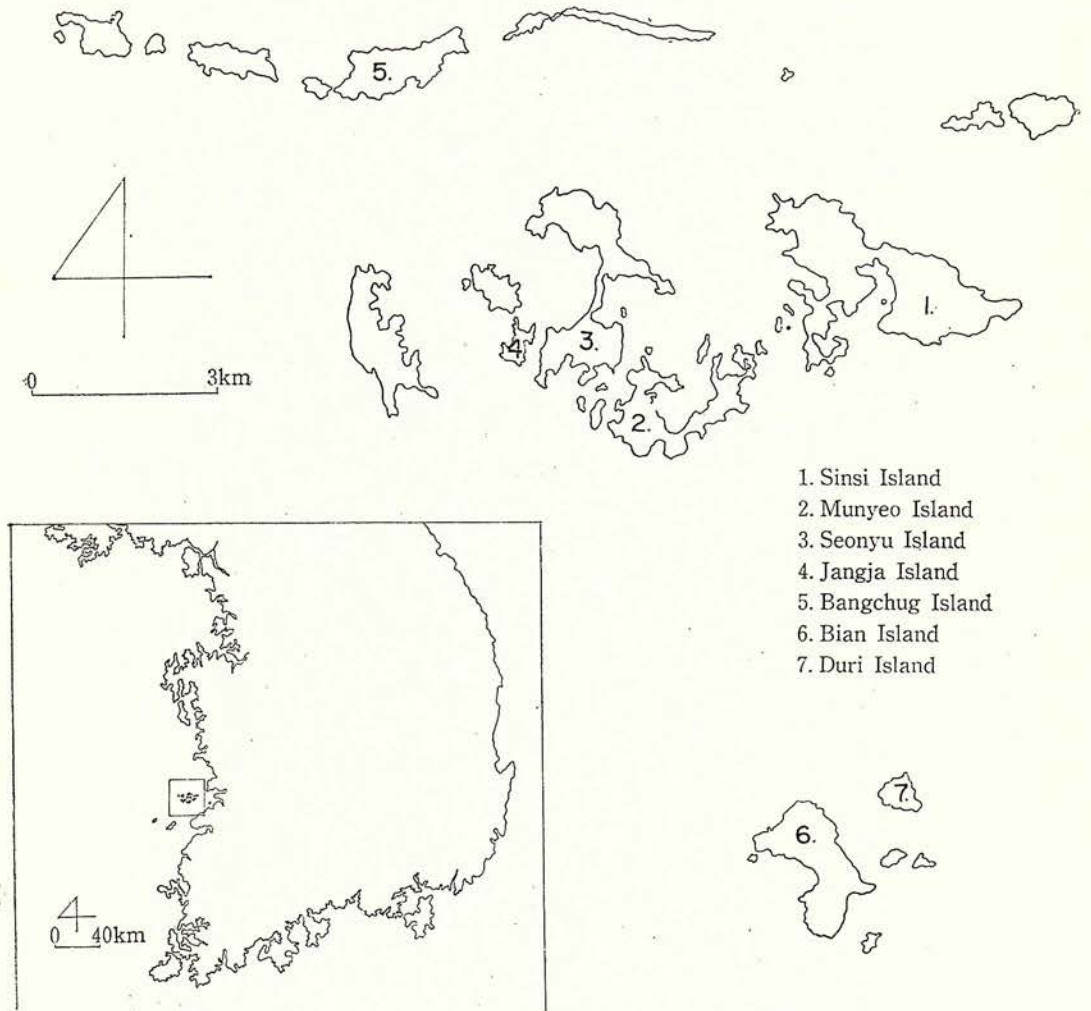 5.
1.
3.
4
2.
0 3km
1. Sinsi Island
2. Munyeo Island
3. Seonyu Island
4. Jangja Island
5. Bangchug Island
6. Bian Island
7. Duri Island
7.
6.
0 40km